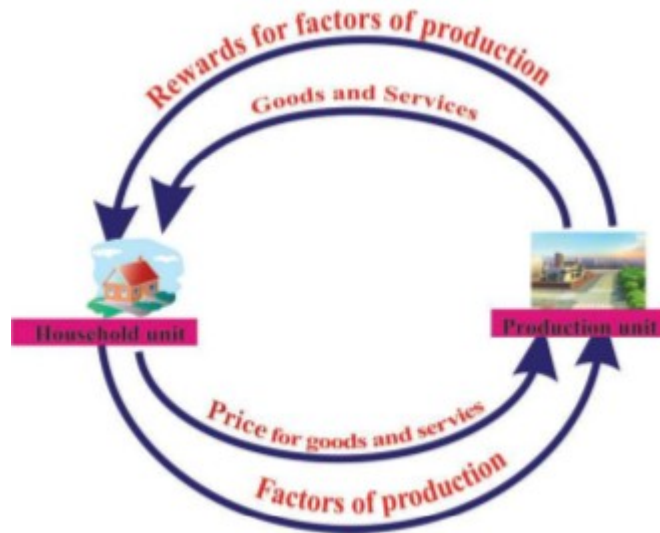 Rewards for factors of production
Goods and Services
Household unit
Production unit
Price for goods and servies
Factors of production